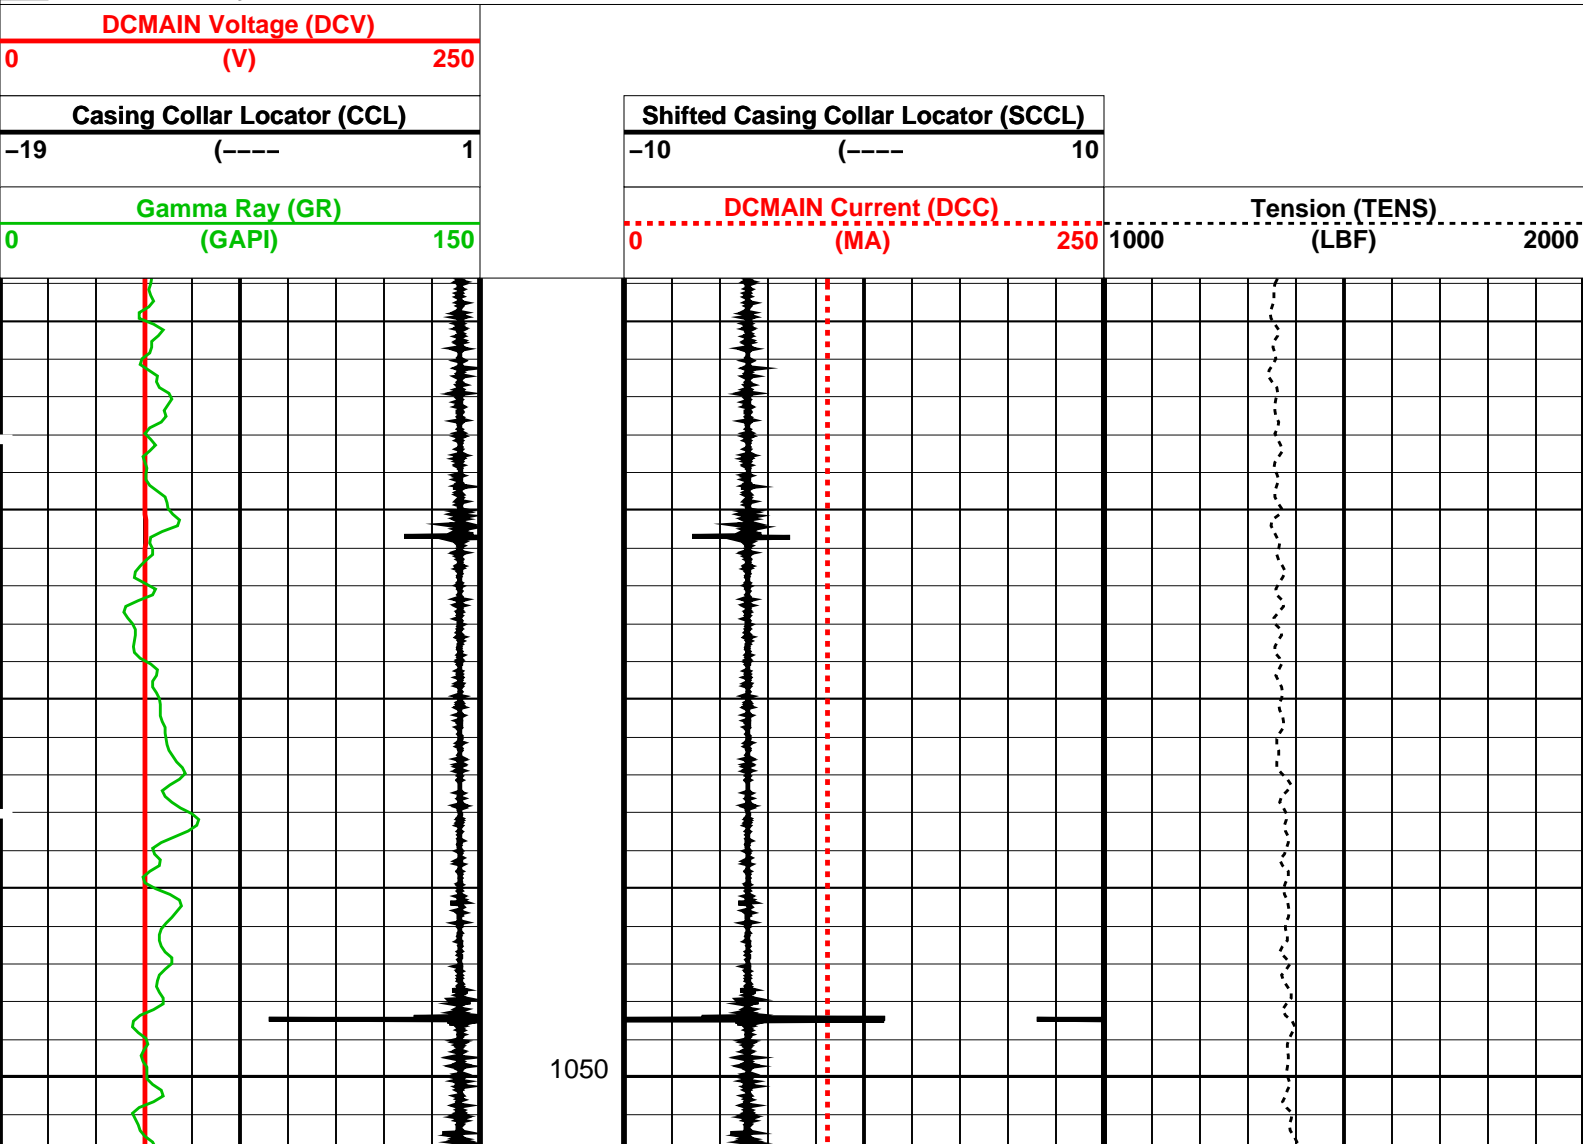 DCMAIN Voltage (DCV)
0 (V) 250
Casing Collar Locator (CCL)
−19 (−−−− 1
Gamma Ray (GR)
0 (GAPI) 150
Shifted Casing Collar Locator (SCCL)
−10 (−−−− 10
DCMAIN Current (DCC)
0 (MA) 250
Tension (TENS)
1000 (LBF) 2000
1050